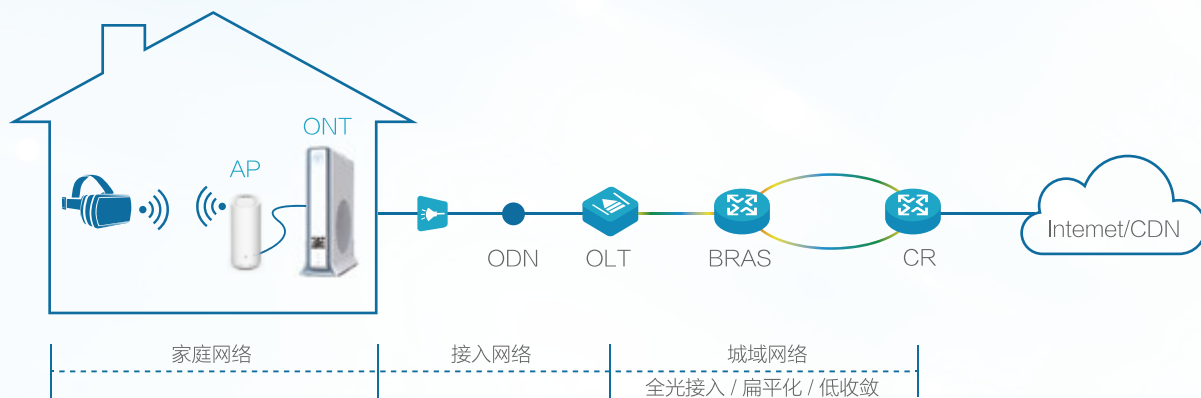 ONT
AP
ODN
OLT
BRAS
CR
Internet/CDN
家庭网络
接入网络
城域网络
全光接入 / 扁平化 / 低收敛